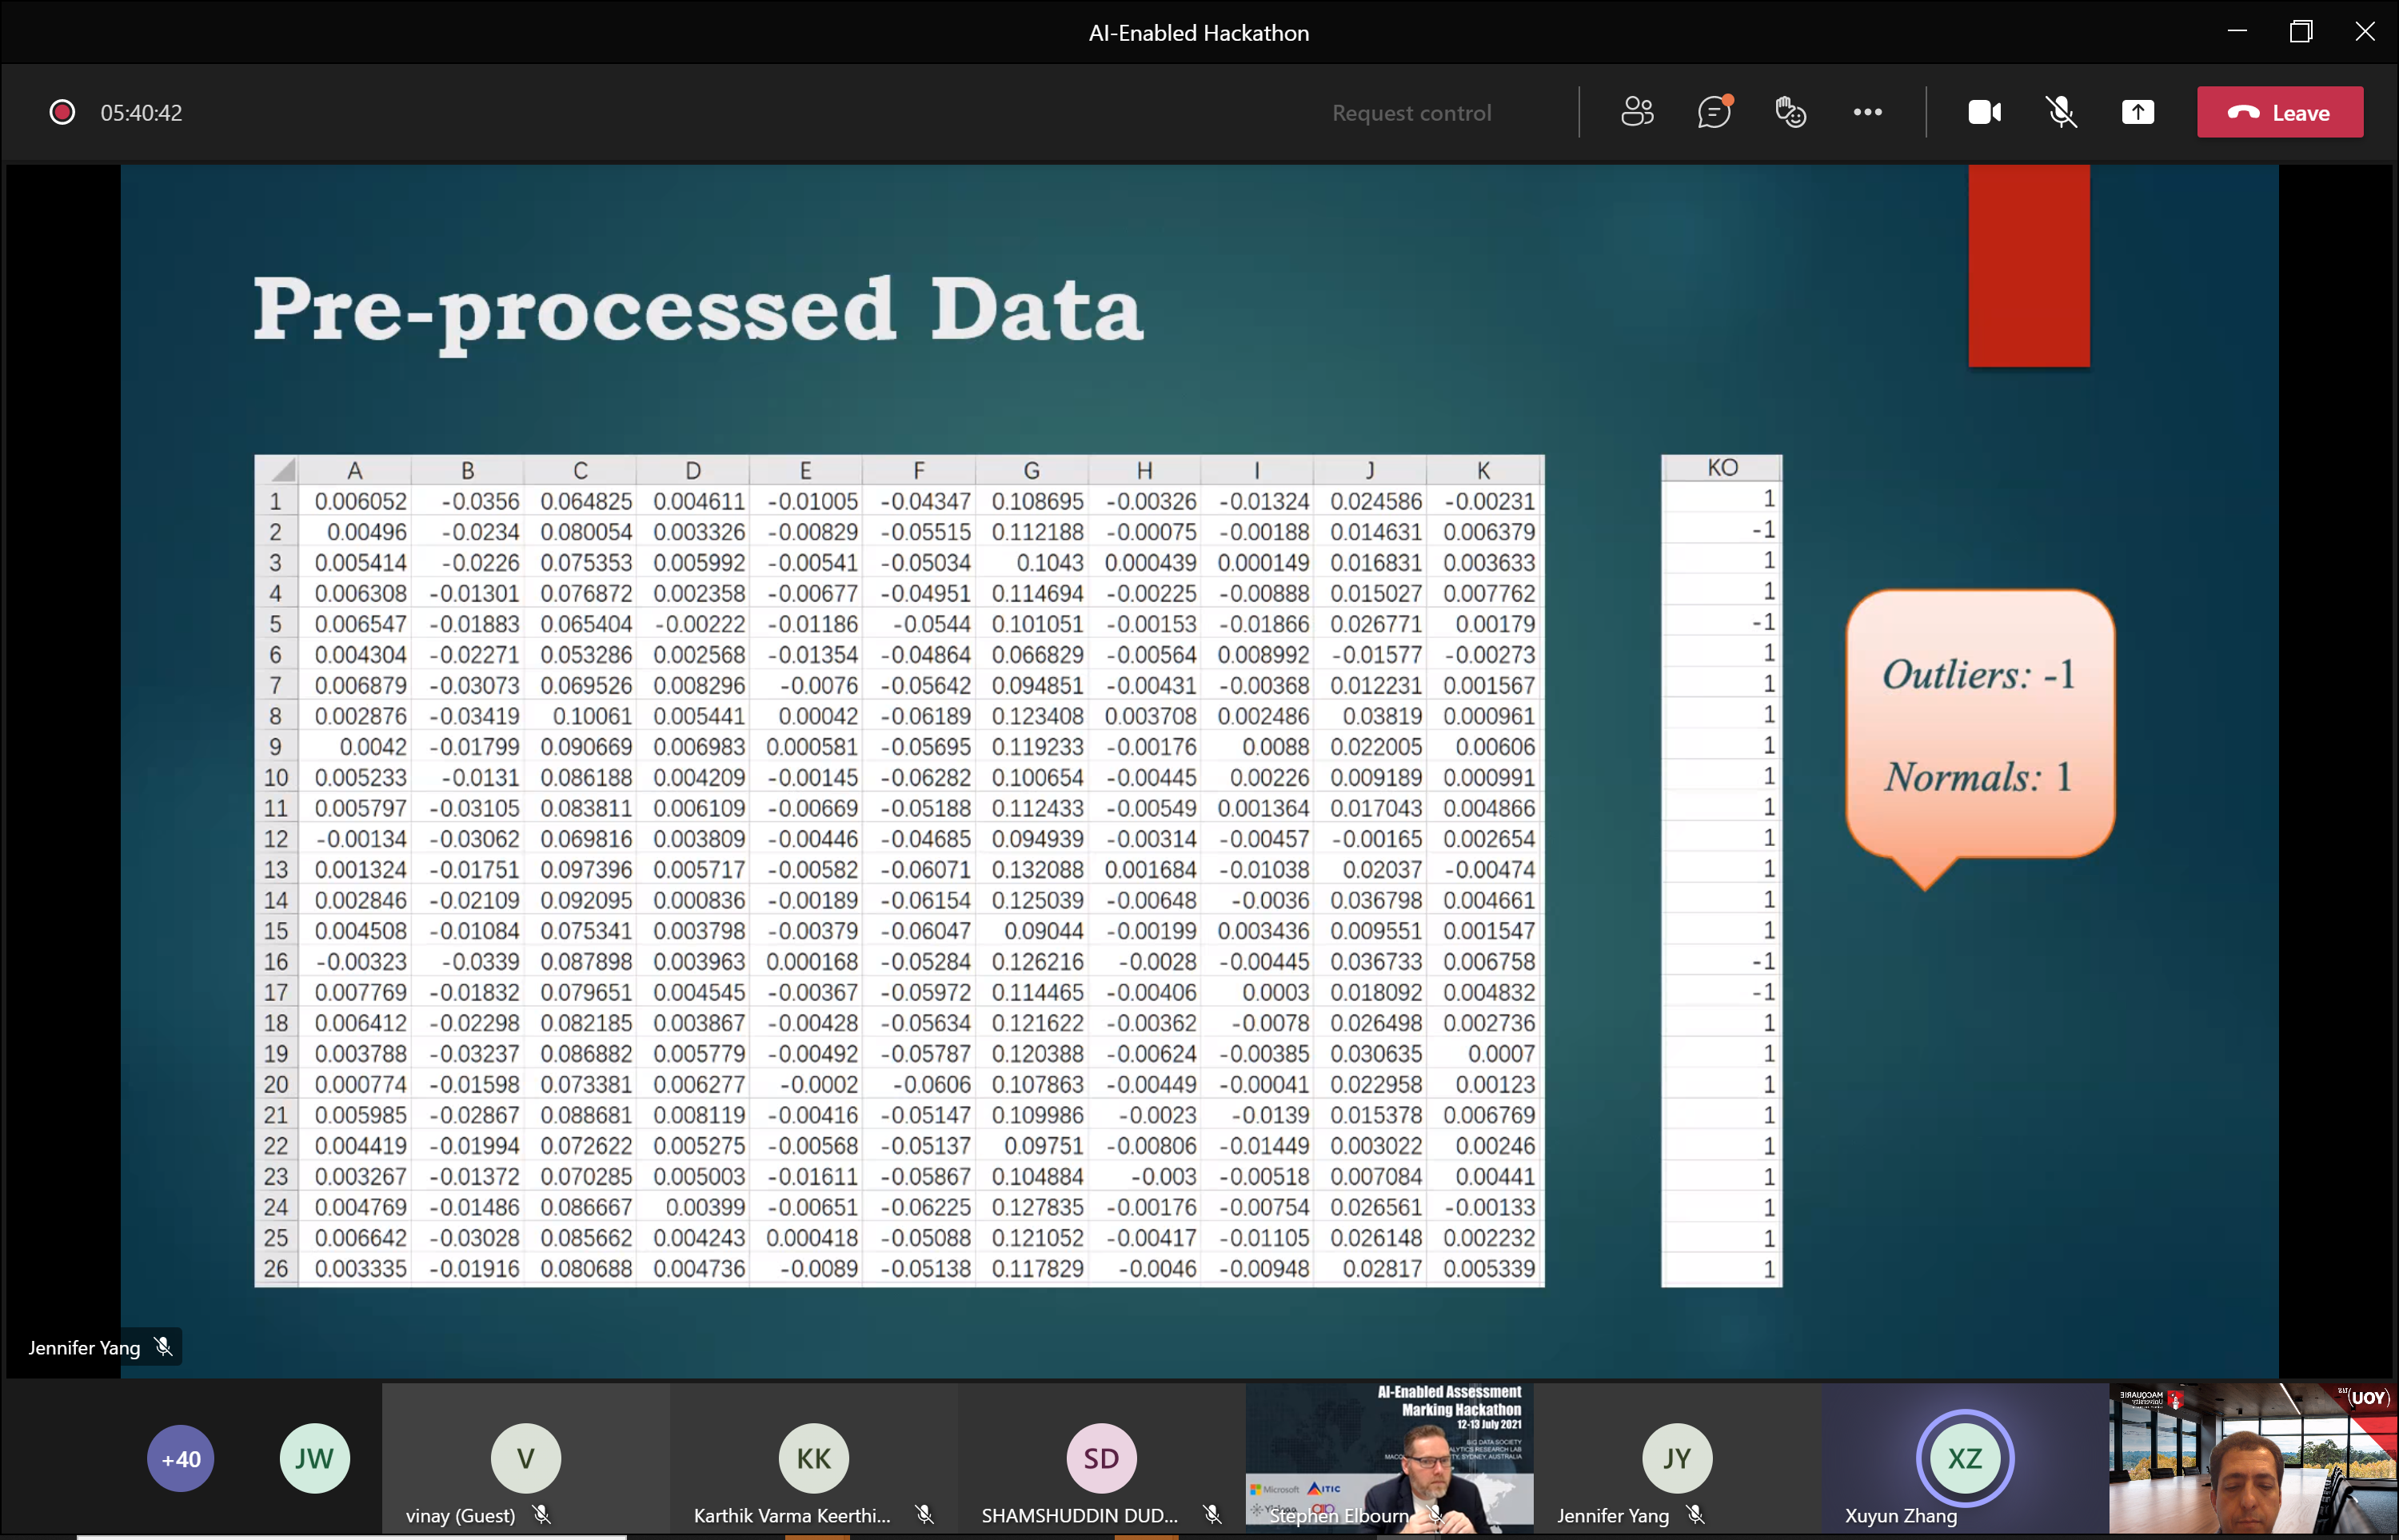 AI-Enabled Hackathon
05:40:42
Request control
Leave
Pre-processed Data
A B C D E F G H I J K
1 0.006052 -0.0356 0.064825 0.004611 -0.01005 -0.04347 0.108695 -0.00326 -0.01324 0.024586 -0.00231
2 0.00496 -0.0234 0.080054 0.003326 -0.00829 -0.05515 0.112188 -0.00075 -0.00188 0.014631 0.006379
3 0.005414 -0.0226 0.075353 0.005992 -0.00541 -0.05034 0.1043 0.000439 0.000149 0.016831 0.003633
4 0.006308 -0.01301 0.076872 0.002358 -0.00677 -0.04951 0.114694 -0.00225 -0.00888 0.015027 0.007762
5 0.006547 -0.01883 0.065404 -0.00222 -0.01186 -0.0544 0.101051 -0.00153 -0.01866 0.026771 0.00179
6 0.004304 -0.02271 0.053286 0.002568 -0.01354 -0.04864 0.066829 -0.00564 0.008992 -0.01577 -0.00273
7 0.006879 -0.03073 0.069526 0.008296 -0.0076 -0.05642 0.094851 -0.00431 -0.00368 0.012231 0.001567
8 0.002876 -0.03419 0.10061 0.005441 0.00042 -0.06189 0.123408 0.003708 0.002486 0.03819 0.000961
9 0.0042 -0.01799 0.090669 0.006983 0.000581 -0.05695 0.119233 -0.00176 0.0088 0.022005 0.00606
10 0.005233 -0.0131 0.086188 0.004209 -0.00145 -0.06282 0.100654 -0.00445 0.00226 0.009189 0.000991
11 0.005797 -0.03105 0.083811 0.006109 -0.00669 -0.05188 0.112433 -0.00549 0.001364 0.017043 0.004866
12 -0.00134 -0.03062 0.069816 0.003809 -0.00446 -0.04685 0.094939 -0.00314 -0.00457 -0.00165 0.002654
13 0.001324 -0.01751 0.097396 0.005717 -0.00582 -0.06071 0.132088 0.001684 -0.01038 0.02037 -0.00474
14 0.002846 -0.02109 0.092095 0.000836 -0.00189 -0.06154 0.125039 -0.00648 -0.0036 0.036798 0.004661
15 0.004508 -0.01084 0.075341 0.003798 -0.00379 -0.06047 0.09044 -0.00199 0.003436 0.009551 0.001547
16 -0.00323 -0.0339 0.087898 0.003963 0.000168 -0.05284 0.126216 -0.0028 -0.00445 0.036733 0.006758
17 0.007769 -0.01832 0.079651 0.004545 -0.00367 -0.05972 0.114465 -0.00406 0.0003 0.018092 0.004832
18 0.006412 -0.02298 0.082185 0.003867 -0.00428 -0.05634 0.121622 -0.00362 -0.0078 0.026498 0.002736
19 0.003788 -0.03237 0.086882 0.005779 -0.00492 -0.05787 0.120388 -0.00624 -0.00385 0.030635 0.0007
20 0.000774 -0.01598 0.073381 0.006277 -0.0002 -0.0606 0.107863 -0.00449 -0.00041 0.022958 0.00123
21 0.005985 -0.02867 0.088681 0.008119 -0.00416 -0.05147 0.109986 -0.0023 -0.0139 0.015378 0.006769
22 0.004419 -0.01994 0.072622 0.005275 -0.00568 -0.05137 0.09751 -0.00806 -0.01449 0.003022 0.00246
23 0.003267 -0.01372 0.070285 0.005003 -0.01611 -0.05867 0.104884 -0.003 -0.00518 0.007084 0.00441
24 0.004769 -0.01486 0.086667 0.00399 -0.00651 -0.06225 0.127835 -0.00176 -0.00754 0.026561 -0.00133
25 0.006642 -0.03028 0.085662 0.004243 0.000418 -0.05088 0.121052 -0.00417 -0.01105 0.026148 0.002232
26 0.003335 -0.01916 0.080688 0.004736 -0.0089 -0.05138 0.117829 -0.0046 -0.00948 0.02817 0.005339
KO
1
-1
1
1
-1
1
1
1
1
1
1
1
1
1
1
-1
-1
1
1
1
1
1
1
1
1
1
Outliers: -1
Normals: 1
Jennifer Yang
+40
JW
V
vinay (Guest)
KK
Karthik Varma Keerthi...
SD
SHAMSHUDDIN DUD...
AI-Enabled Assessment
Marking Hackathon
12-13 July 2021
DATA SOCIETY
ALYTICS RESEARCH LAB
SYDNEY, AUSTRALIA
Microsoft AITIC
Stephen Elbourn
JY
Jennifer Yang
XZ
Xuyun Zhang
MACQUARIE
University
YOU